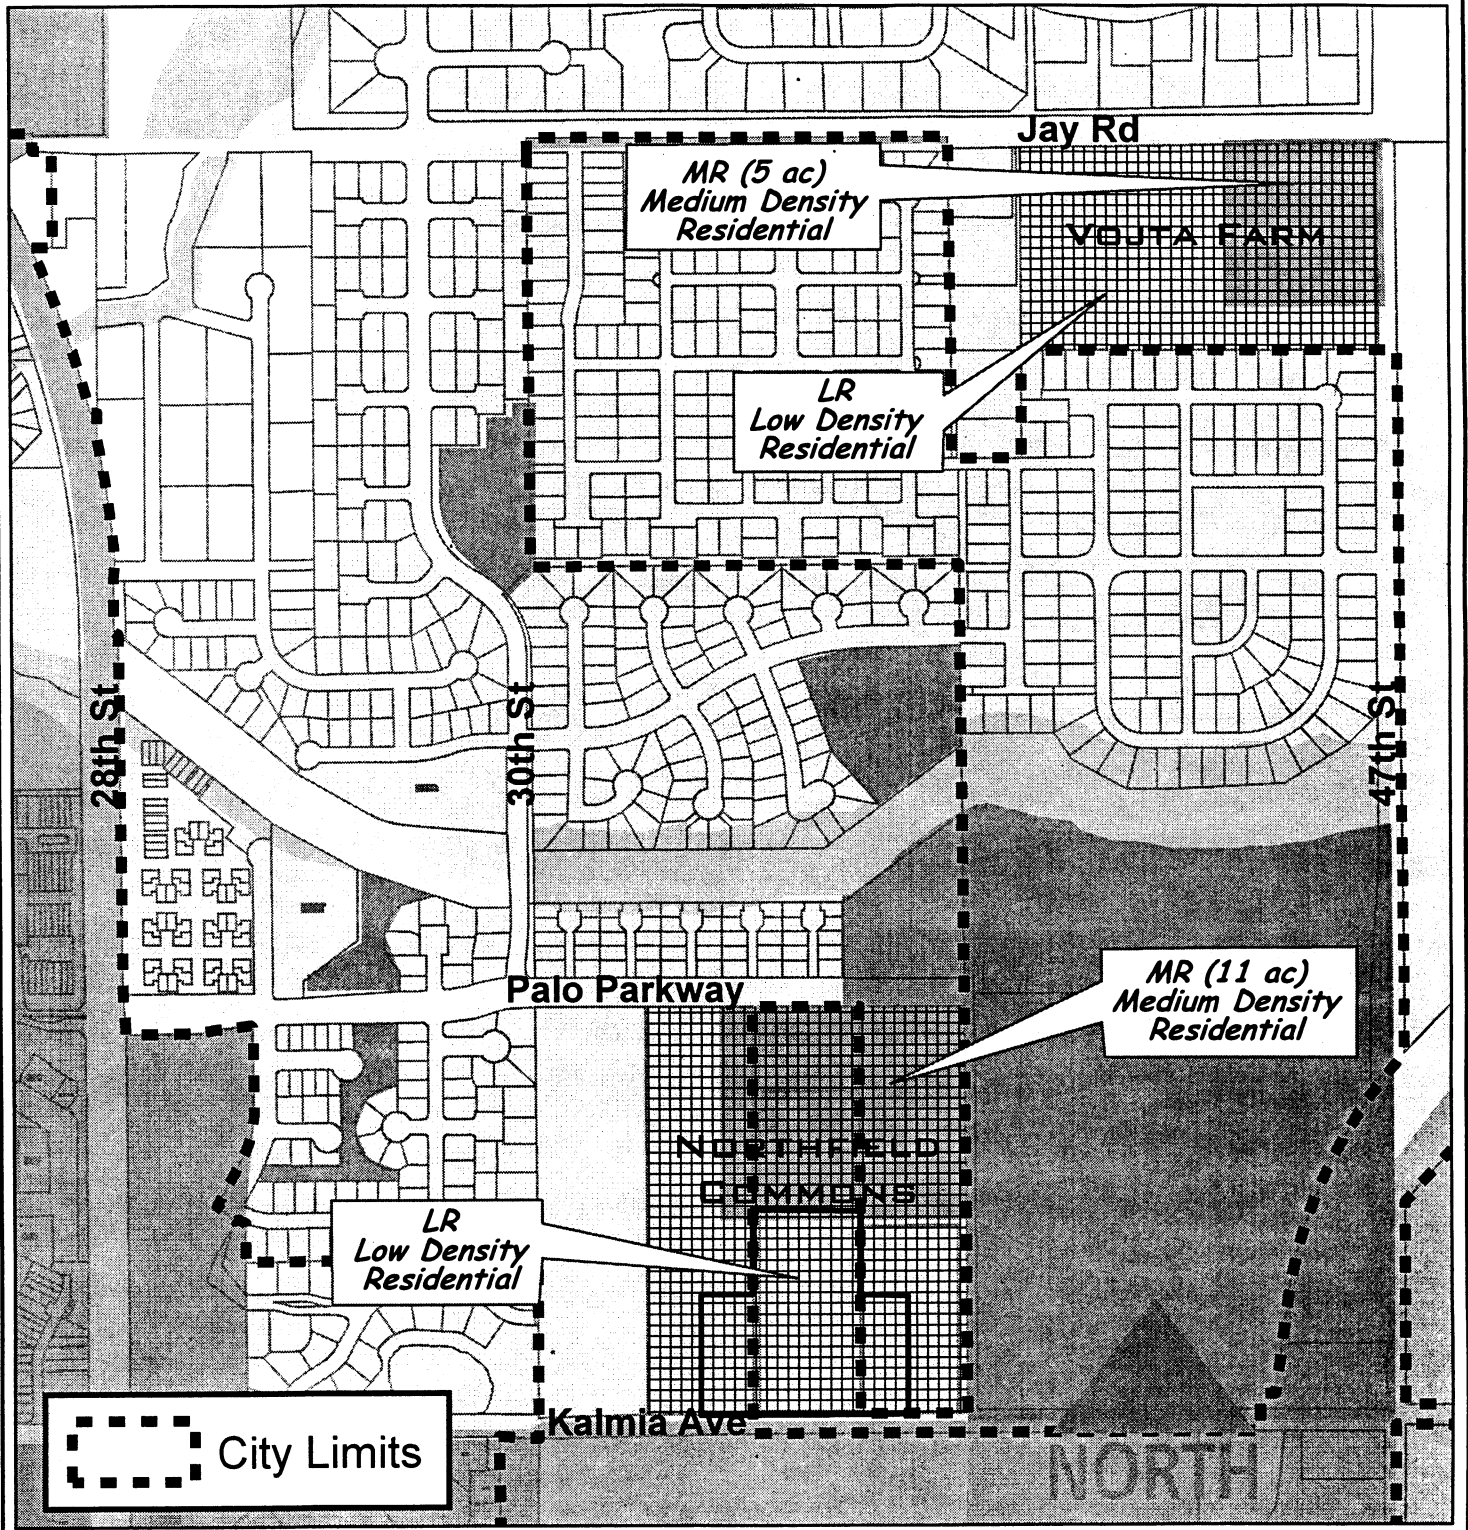 Jay Rd
MR (5 ac)
Medium Density
Residential
VOJTA FARM
LR
Low Density
Residential
28th St
30th St
47th St
Palo Parkway
MR (11 ac)
Medium Density
Residential
NORTHFIELD
COMMONS
LR
Low Density
Residential
Kalmia Ave
City Limits
NORTH